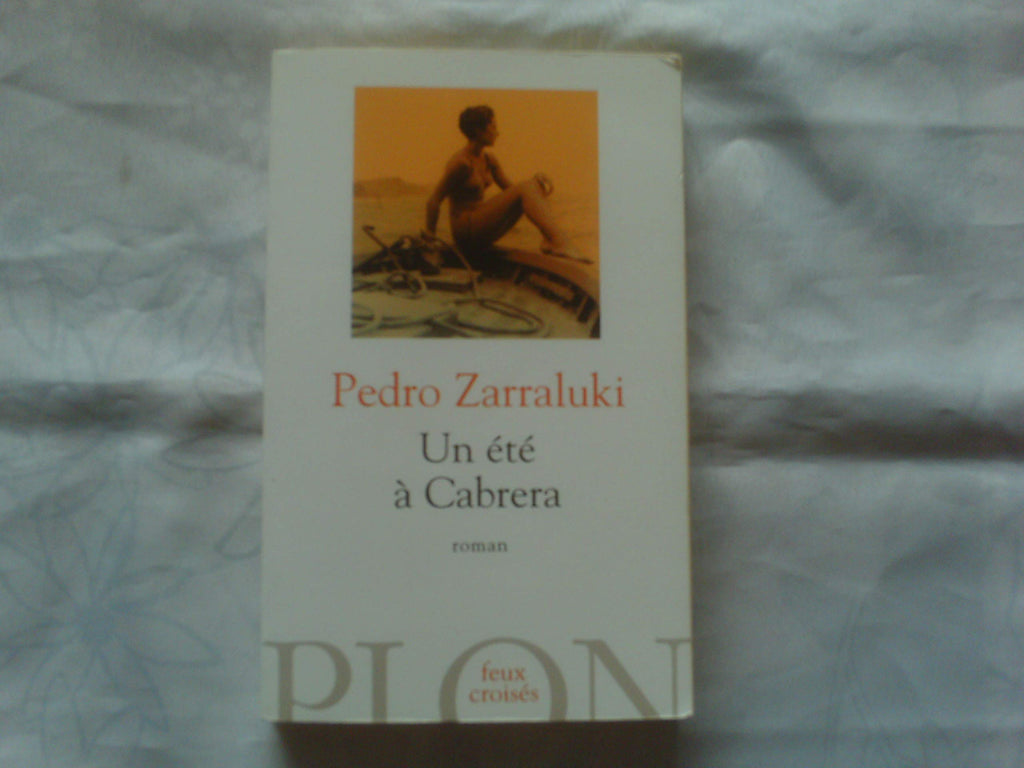 Pedro Zarraluki
Un été
à Cabrera
roman
PLON
feux
croisés